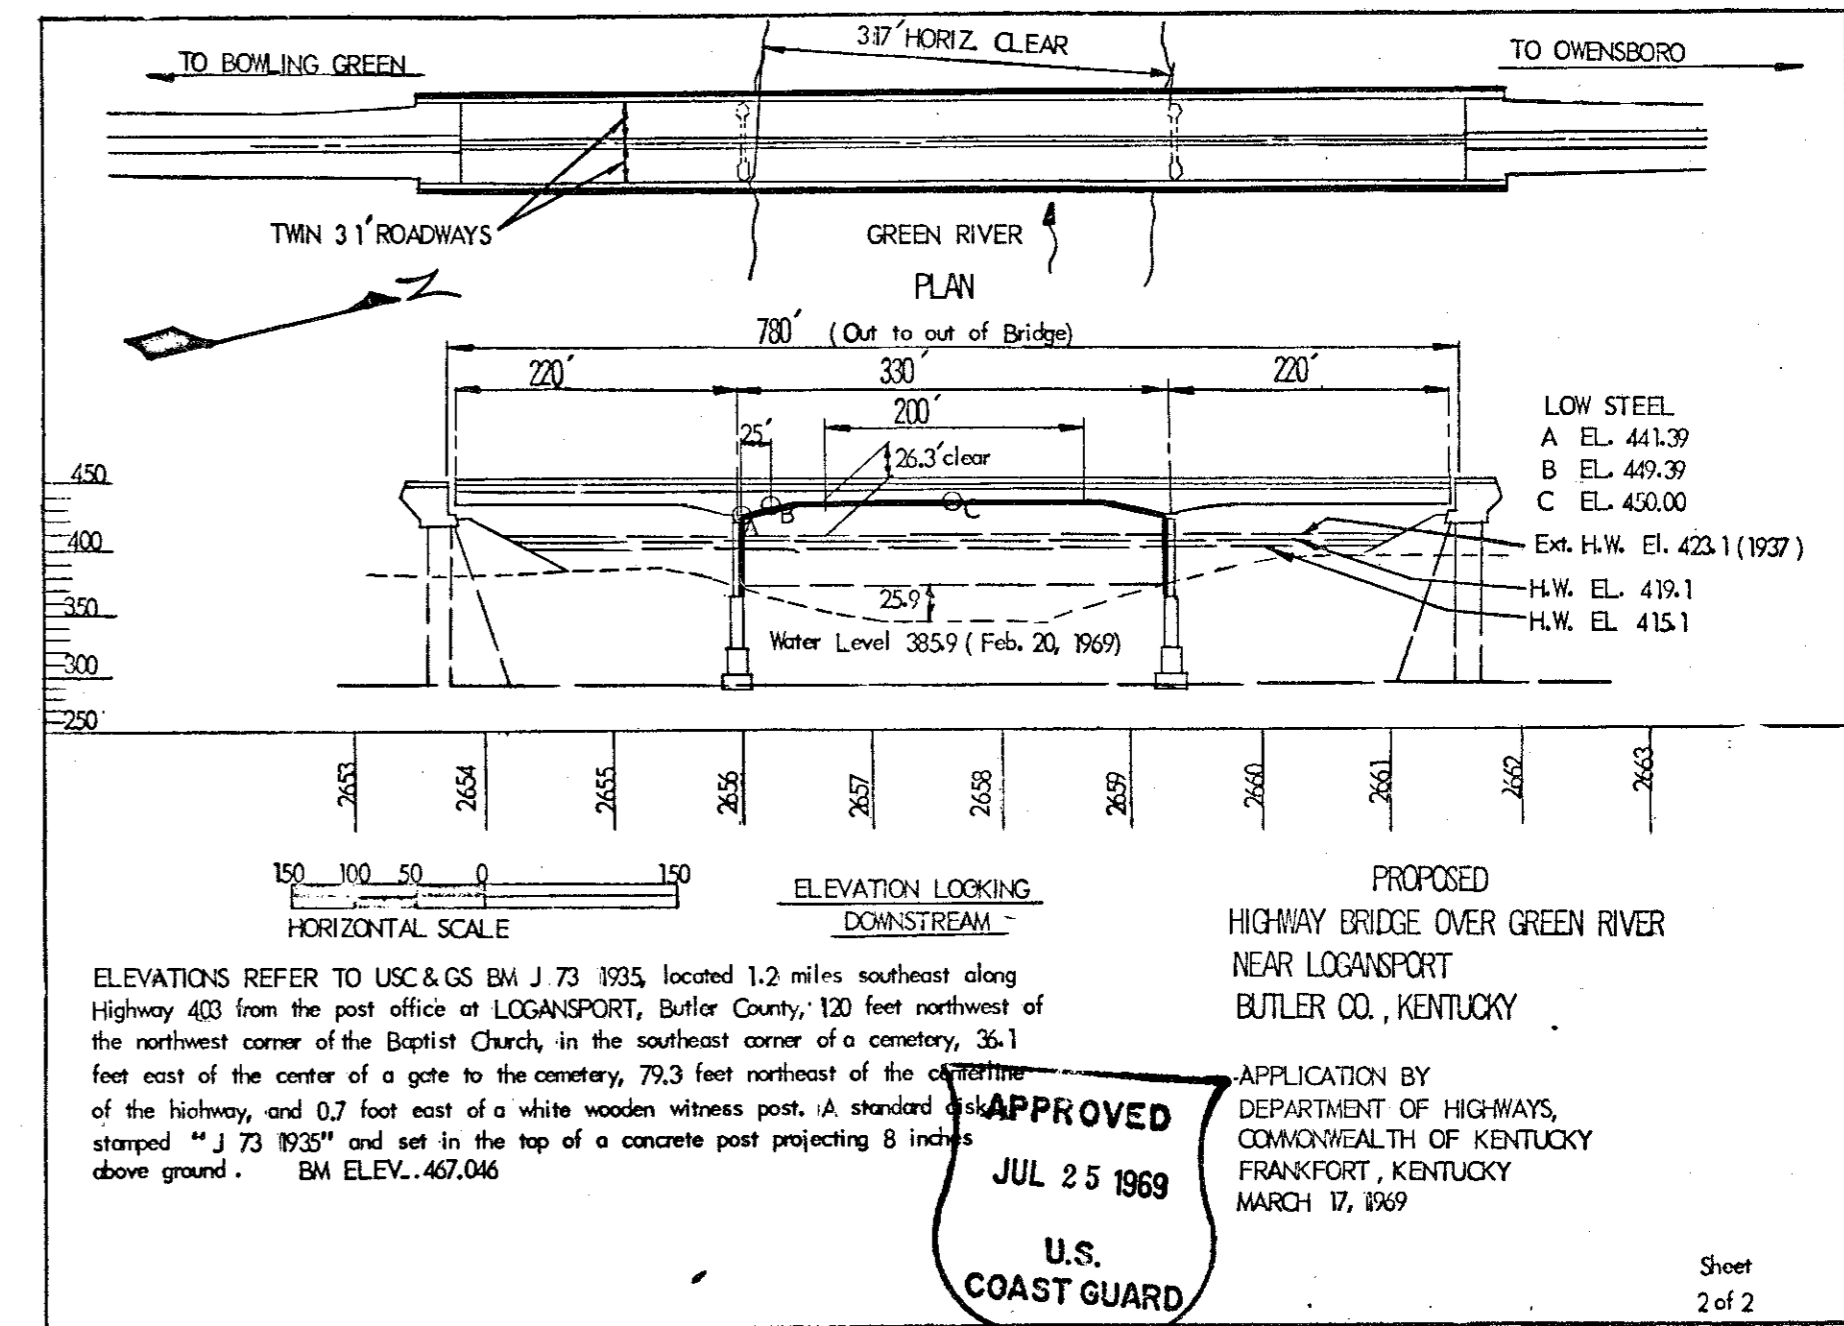 TO BOWLING GREEN
317' HORIZ. CLEAR
TO OWENSBORO
TWIN 31' ROADWAYS
GREEN RIVER
PLAN
N
780' (Out to out of Bridge)
220'
330'
220'
200'
25'
26.3' clear
LOW STEEL
A EL. 441.39
B EL. 449.39
C EL. 450.00
A
B
C
Ext. H.W. El. 423.1 (1937)
H.W. EL. 419.1
H.W. EL 415.1
450
400
350
300
250
25.9
Water Level 385.9 (Feb. 20, 1969)
2653
2654
2655
2656
2657
2658
2659
2660
2661
2662
2663
150 100 50 0 150
HORIZONTAL SCALE
ELEVATION LOOKING
DOWNSTREAM
PROPOSED
HIGHWAY BRIDGE OVER GREEN RIVER
NEAR LOGANSPORT
BUTLER CO., KENTUCKY
ELEVATIONS REFER TO USC & GS BM J 73 1935, located 1.2 miles southeast along
Highway 403 from the post office at LOGANSPORT, Butler County, 120 feet northwest of
the northwest corner of the Baptist Church, in the southeast corner of a cemetery, 36.1
feet east of the center of a gate to the cemetery, 79.3 feet northeast of the centerline
of the hiohway, and 0.7 foot east of a white wooden witness post. A standard disk
stamped "J 73 1935" and set in the top of a concrete post projecting 8 inches
above ground. BM ELEV..467.046
APPLICATION BY
DEPARTMENT OF HIGHWAYS,
COMMONWEALTH OF KENTUCKY
FRANKFORT, KENTUCKY
MARCH 17, 1969
APPROVED
JUL 25 1969
U.S.
COAST GUARD
Sheet
2 of 2